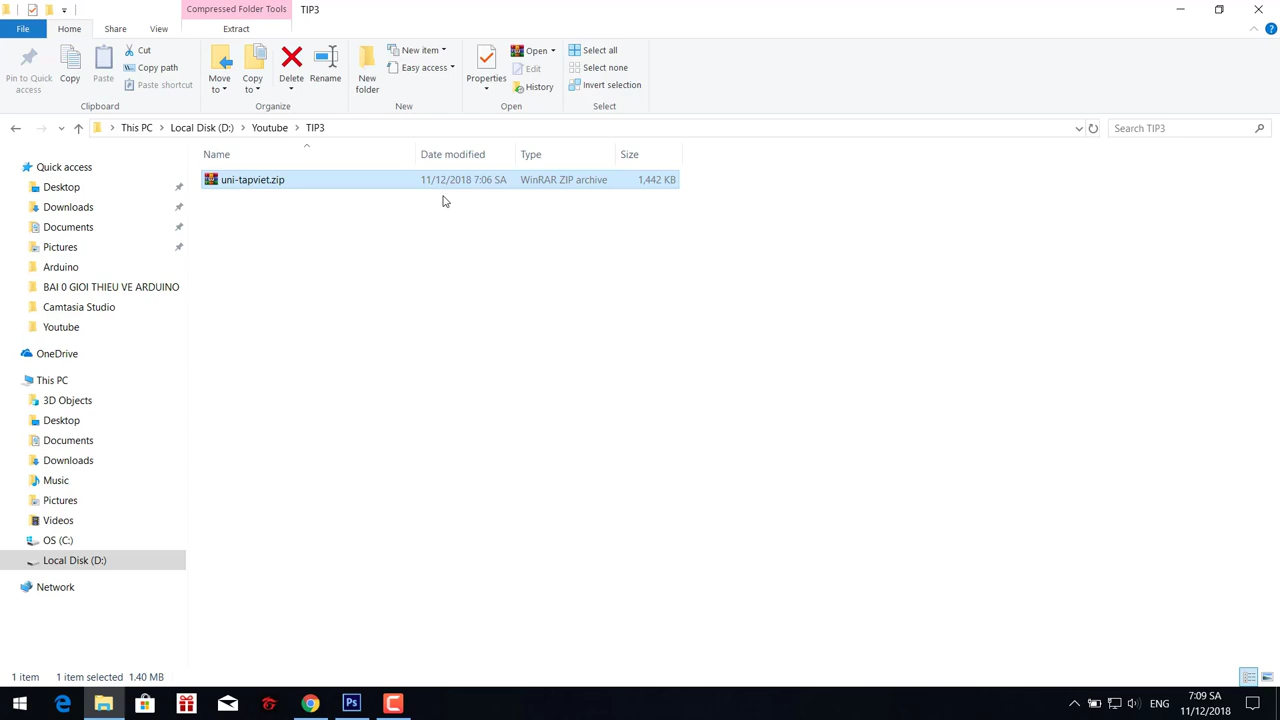 Compressed Folder Tools
TIP3
File
Home
Share
View
Extract
Pin to Quick access
Copy
Paste
Cut
Copy path
Paste shortcut
Clipboard
Move to
Copy to
Delete
Rename
Organize
New folder
New item
Easy access
New
Properties
Open
Edit
History
Open
Select all
Select none
Invert selection
Select
This PC
Local Disk (D:)
Youtube
TIP3
Search TIP3
Name
Date modified
Type
Size
uni-tapviet.zip
11/12/2018 7:06 SA
WinRAR ZIP archive
1,442 KB
Quick access
Desktop
Downloads
Documents
Pictures
Arduino
BAI 0 GIOI THIEU VE ARDUINO
Camtasia Studio
Youtube
OneDrive
This PC
3D Objects
Desktop
Documents
Downloads
Music
Pictures
Videos
OS (C:)
Local Disk (D:)
Network
1 item
1 item selected
1.40 MB
Ps
ENG
7:09 SA
11/12/2018